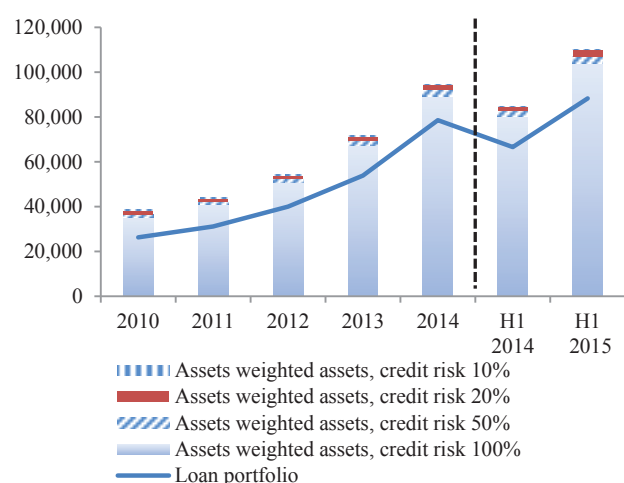 120,000
100,000
80,000
60,000
40,000
20,000
0
2010 2011 2012 2013 2014 H1 H1
2014 2015
Assets weighted assets, credit risk 10%
Assets weighted assets, credit risk 20%
Assets weighted assets, credit risk 50%
Assets weighted assets, credit risk 100%
Loan portfolio